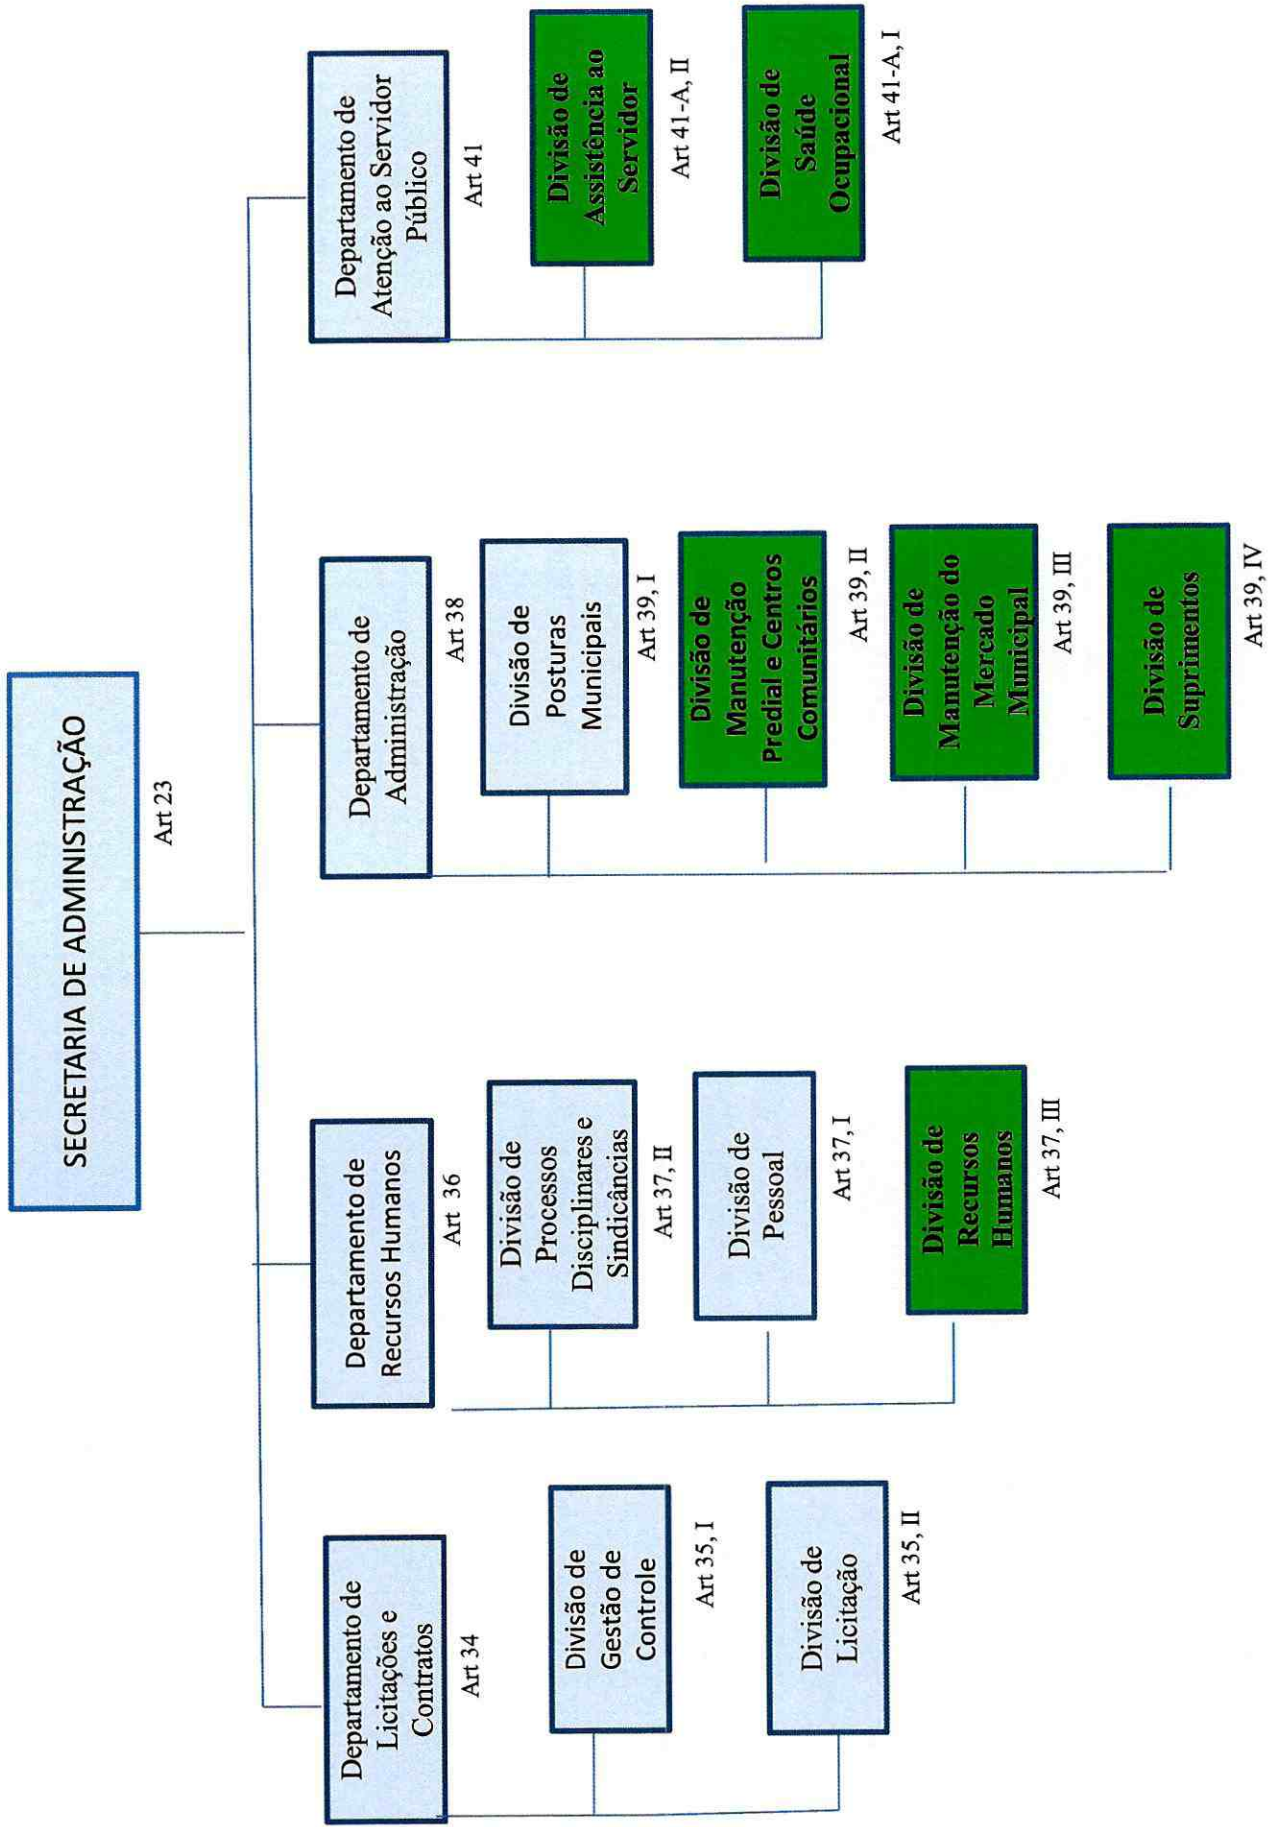 SECRETARIA DE ADMINISTRAÇÃO
Art 23
Departamento de
Licitações e
Contratos
Art 34
Divisão de
Gestão de
Controle
Art 35, I
Divisão de
Licitação
Art 35, II
Departamento de
Recursos Humanos
Art 36
Divisão de
Processos
Disciplinares e
Sindicâncias
Art 37, II
Divisão de
Pessoal
Art 37, I
Divisão de
Recursos
Humanos
Art 37, III
Departamento de
Administração
Art 38
Divisão de
Posturas
Municipais
Art 39, I
Divisão de
Manutenção
Predial e Centros
Comunitários
Art 39, II
Divisão de
Manutenção do
Mercado
Municipal
Art 39, III
Divisão de
Suprimentos
Art 39, IV
Departamento de
Atenção ao Servidor
Público
Art 41
Divisão de
Assistência ao
Servidor
Art 41-A, II
Divisão de
Saúde
Ocupacional
Art 41-A, I